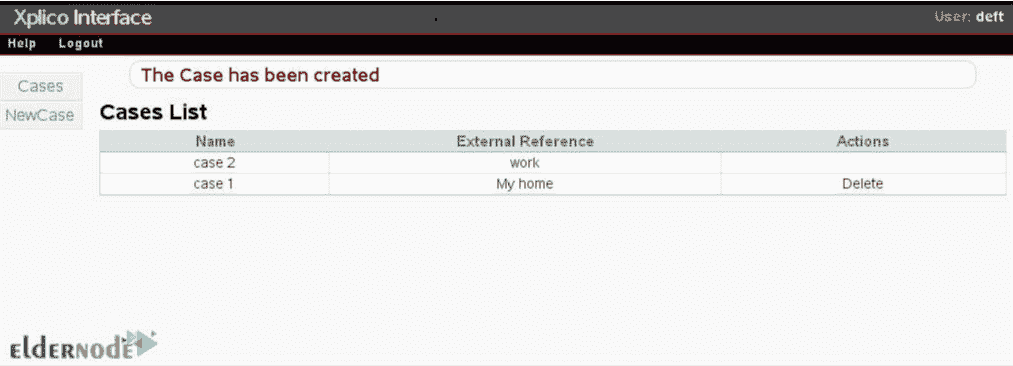 Xplico Interface User: deft
Help Logout
The Case has been created
Cases
NewCase
Cases List
Name External Reference Actions
case 2 work
case 1 My home Delete
ELdERNOdE